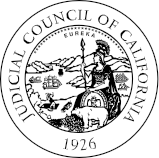 JUDICIAL COUNCIL OF CALIFORNIA
EUREKA
1926